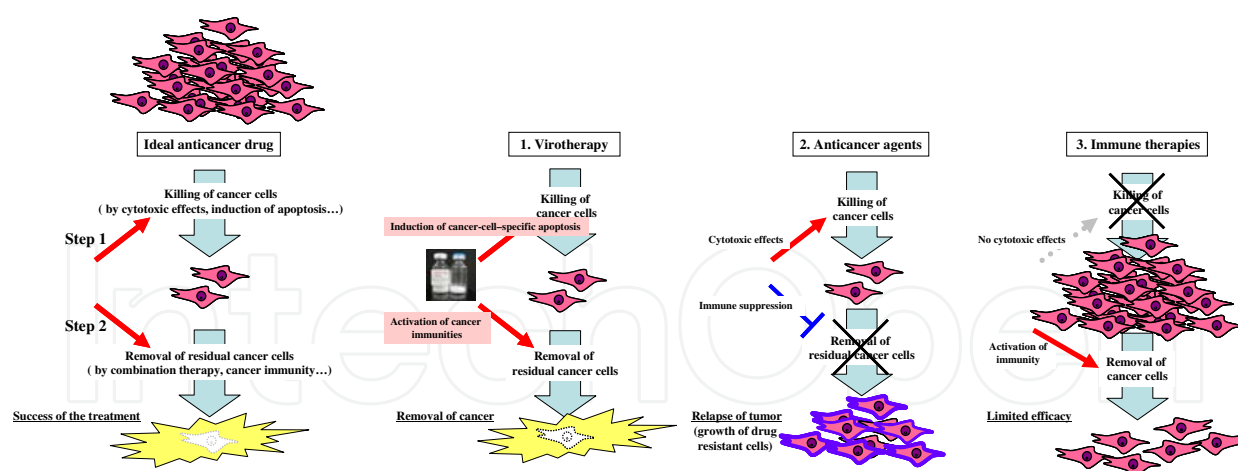 Ideal anticancer drug
Killing of cancer cells
( by cytotoxic effects, induction of apoptosis…)
Step 1
Step 2
Removal of residual cancer cells
( by combination therapy, cancer immunity…)
Success of the treatment
1. Virotherapy
Killing of
cancer cells
Induction of cancer-cell–specific apoptosis
Activation of cancer
immunities
Removal of
residual cancer cells
Removal of cancer
2. Anticancer agents
Killing of
cancer cells
Cytotoxic effects
Immune suppression
Removal of
residual cancer cells
Relapse of tumor
(growth of drug
resistant cells)
3. Immune therapies
Killing of
cancer cells
No cytotoxic effects
Activation of
immunity
Removal of
cancer cells
Limited efficacy
IntechOpen